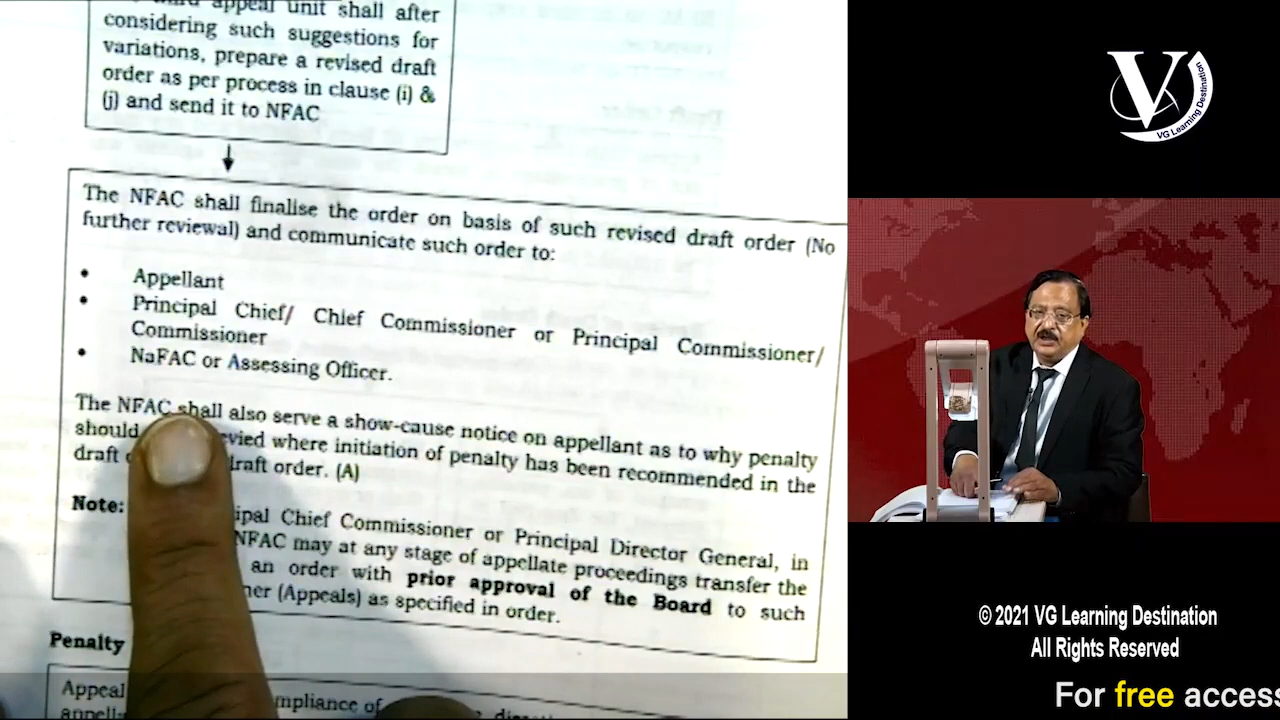 appeal unit shall after
considering such suggestions for
variations, prepare a revised draft
order as per process in clause (i) &
(j) and send it to NFAC
The NFAC shall finalise the order on basis of such revised draft order (No
further reviewal) and communicate such order to:
• Appellant
• Principal Chief/ Chief Commissioner or Principal Commissioner/
Commissioner
• NaFAC or Assessing Officer.
The NFAC shall also serve a show-cause notice on appellant as to why penalty
should evied where initiation of penalty has been recommended in the
draft draft order. (A)
Note: ipal Chief Commissioner or Principal Director General, in
NFAC may at any stage of appellate proceedings transfer the
an order with prior approval of the Board to such
ner (Appeals) as specified in order.
Penalty
Appeal mpliance of
V
VG Learning Destination
© 2021 VG Learning Destination
All Rights Reserved
For free access